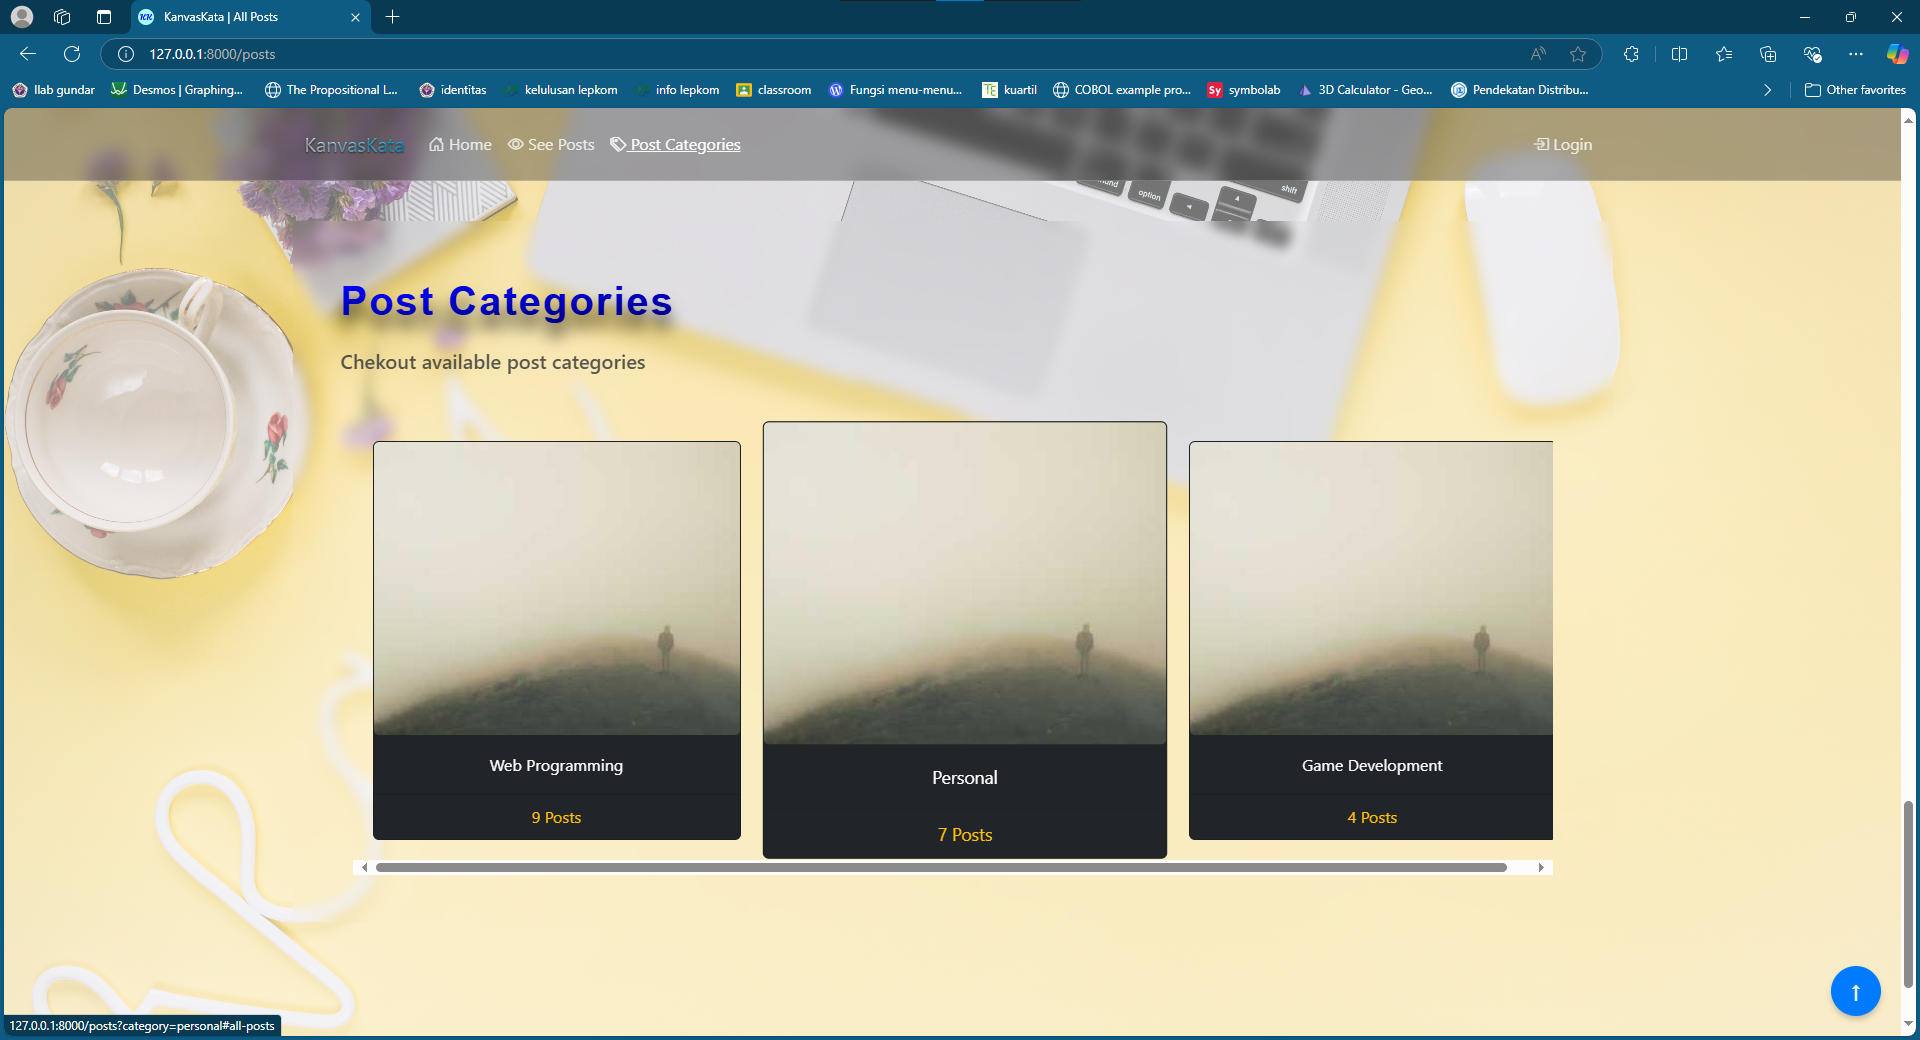 KanvasKata | All Posts
127.0.0.1:8000/posts
Ilab gundar
Desmos | Graphing...
The Propositional L...
identitas
kelulusan lepkom
info lepkom
classroom
Fungsi menu-menu...
kuartil
COBOL example pro...
Sy symbolab
3D Calculator - Geo...
Pendekatan Distribu...
Other favorites
KanvasKata
Home
See Posts
Post Categories
Login
option
shift
Post Categories
Chekout available post categories
Web Programming
9 Posts
Personal
7 Posts
Game Development
4 Posts
127.0.0.1:8000/posts?category=personal#all-posts